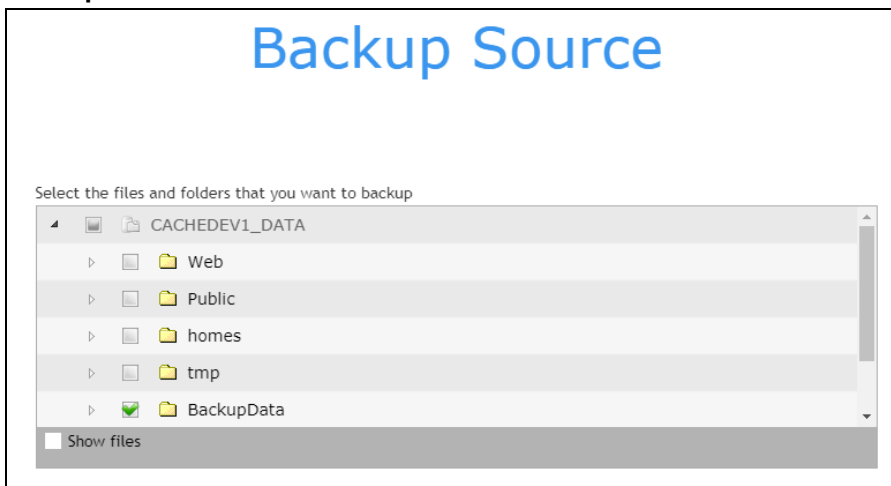 Backup Source
Select the files and folders that you want to backup
CACHEDEV1_DATA
Web
Public
homes
tmp
BackupData
Show files